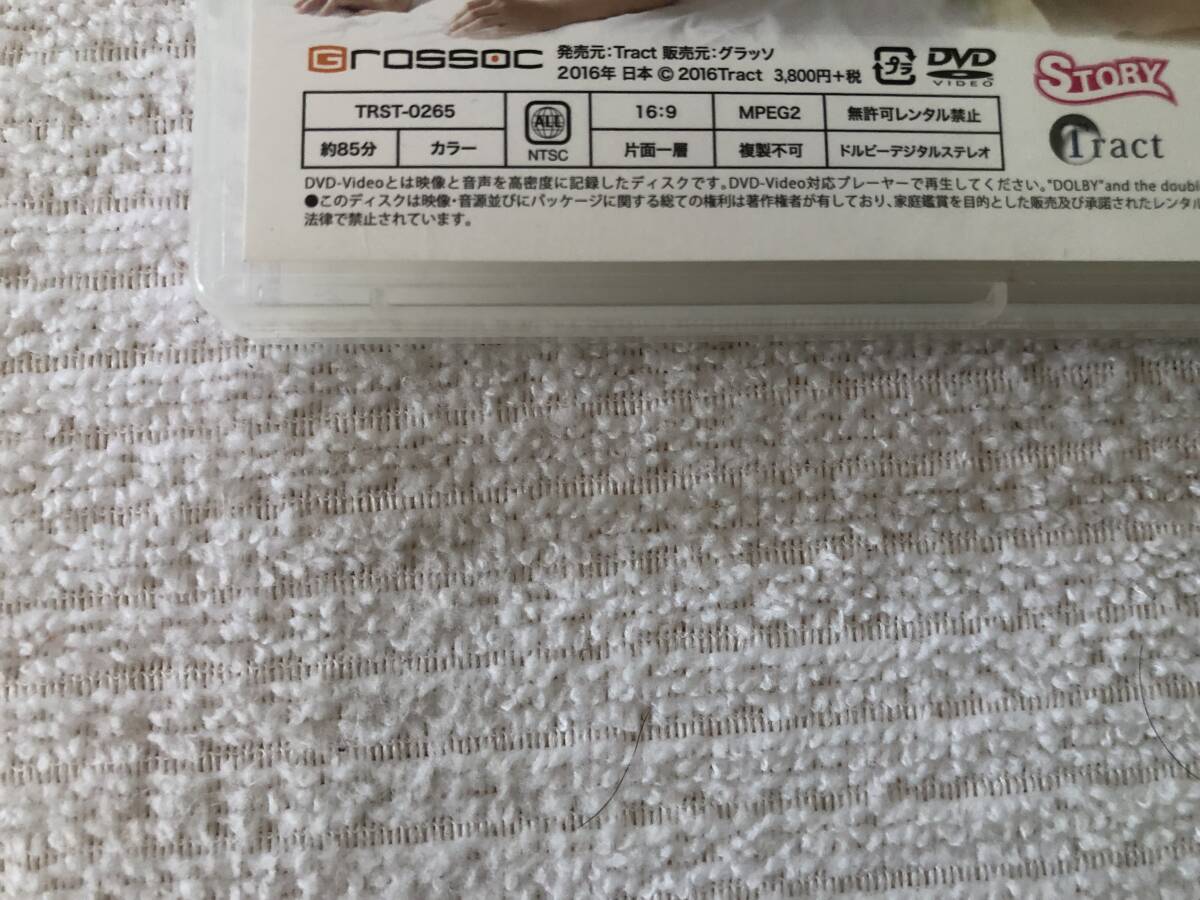 Grassoc
発売元：Tract 販売元：グラッソ
2016年 日本 © 2016Tract 3,800円+税
プラ
DVD
VIDEO
STORY
Tract
TRST-0265
ALL
NTSC
16:9
MPEG2
無許可レンタル禁止
約85分
カラー
片面一層
複製不可
ドルビーデジタルステレオ
DVD-Videoとは映像と音声を高密度に記録したディスクです。DVD-Video対応プレーヤーで再生してください。"DOLBY"and the doubl
●このディスクは映像・音源並びにパッケージに関する総ての権利は著作権者が有しており、家庭鑑賞を目的とした販売及び承諾されたレンタル
法律で禁止されています。